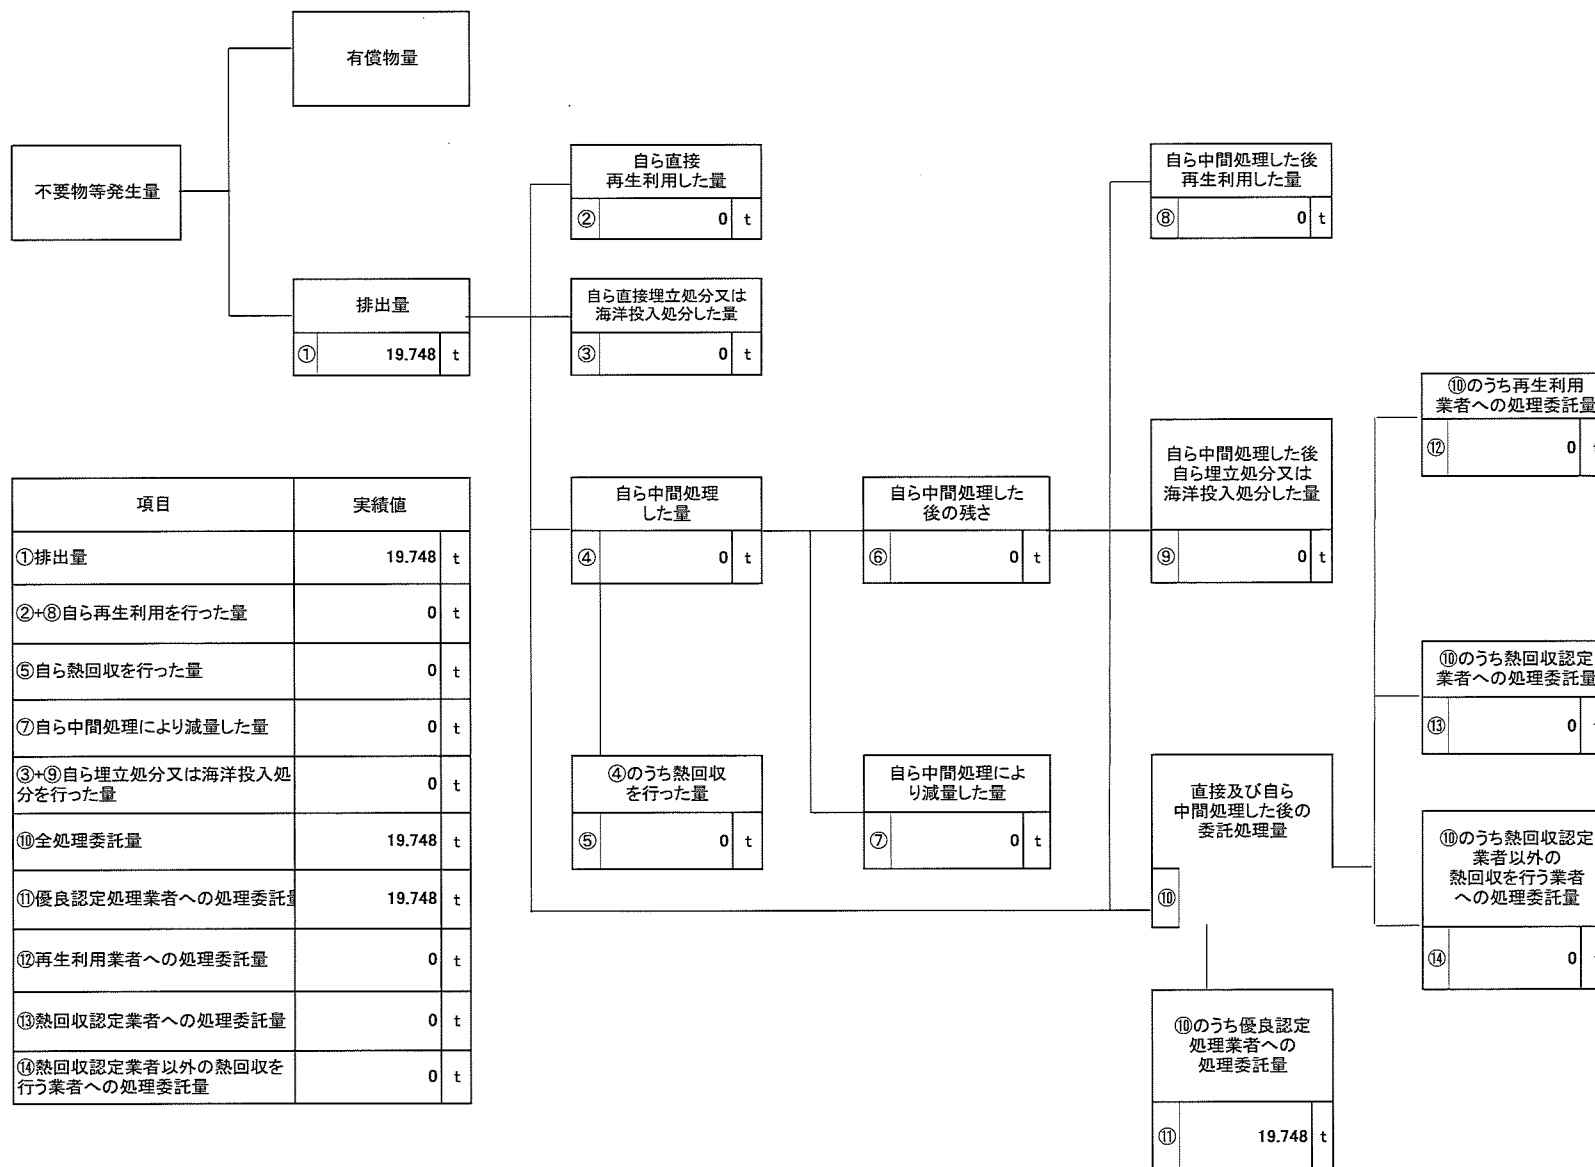 有償物量
不要物等発生量
排出量
① 19.748 t
自ら直接
再生利用した量
② 0 t
自ら直接埋立処分又は
海洋投入処分した量
③ 0 t
自ら中間処理
した量
④ 0 t
④のうち熱回収
を行った量
⑤ 0 t
自ら中間処理した
後の残さ
⑥ 0 t
自ら中間処理によ
り減量した量
⑦ 0 t
自ら中間処理した後
再生利用した量
⑧ 0 t
自ら中間処理した後
自ら埋立処分又は
海洋投入処分した量
⑨ 0 t
直接及び自ら
中間処理した後の
委託処理量
⑩
⑩のうち優良認定
処理業者への
処理委託量
⑪ 19.748 t
⑩のうち再生利用
業者への処理委託量
⑫ 0
⑩のうち熱回収認定
業者への処理委託量
⑬ 0
⑩のうち熱回収認定
業者以外の
熱回収を行う業者
への処理委託量
⑭ 0
項目 実績値
①排出量 19.748 t
②+⑧自ら再生利用を行った量 0 t
⑤自ら熱回収を行った量 0 t
⑦自ら中間処理により減量した量 0 t
③+⑨自ら埋立処分又は海洋投入処
分を行った量 0 t
⑩全処理委託量 19.748 t
⑪優良認定処理業者への処理委託量 19.748 t
⑫再生利用業者への処理委託量 0 t
⑬熱回収認定業者への処理委託量 0 t
⑭熱回収認定業者以外の熱回収を
行う業者への処理委託量 0 t